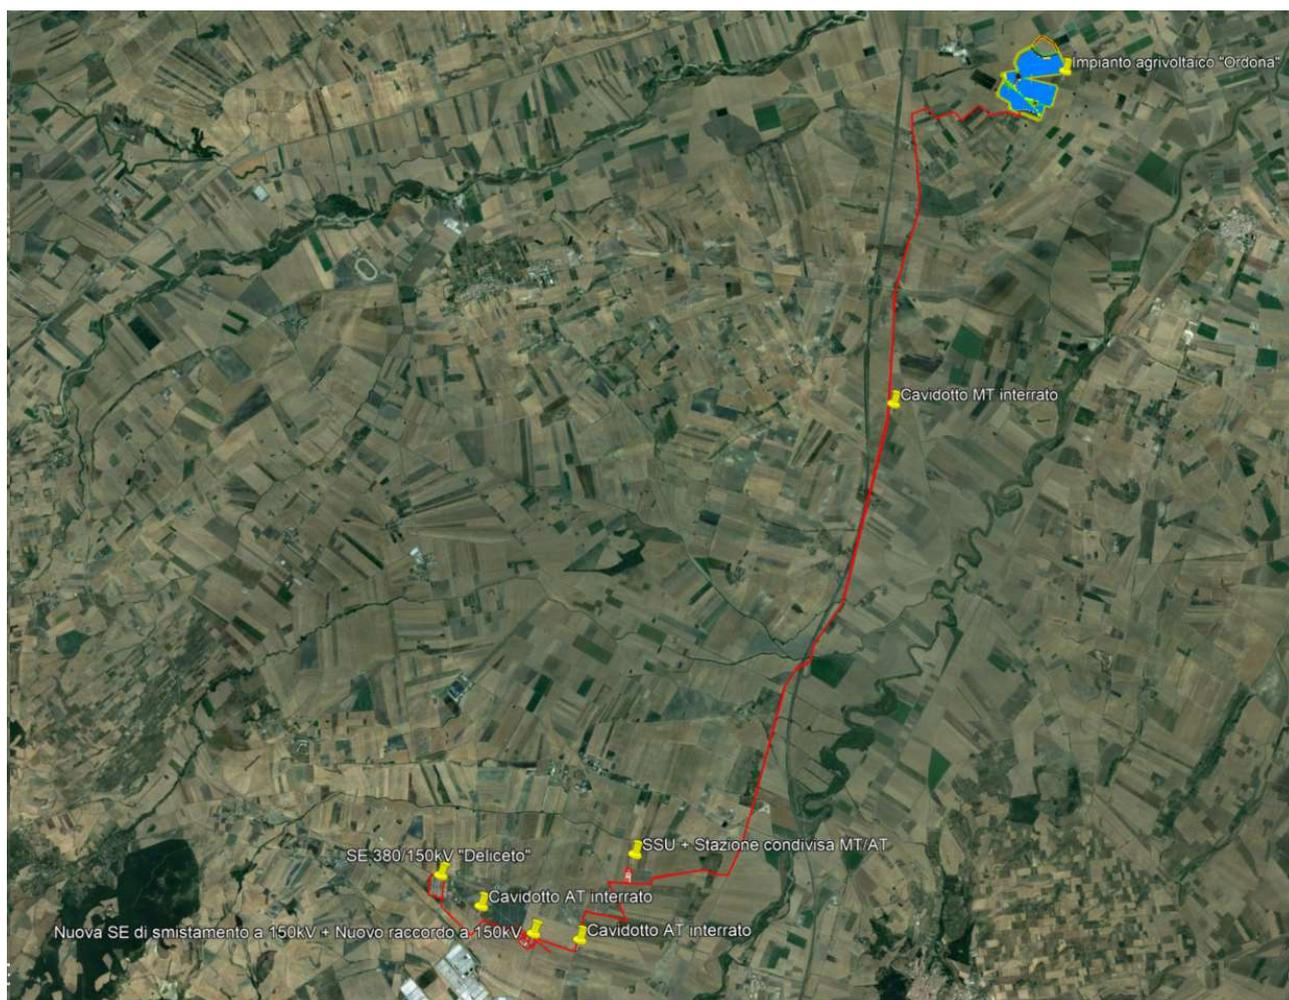 Impianto agrivoltaico "Ordona"
Cavidotto MT interrato
SSU + Stazione condivisa MT/AT
SE 380/150kV "Deliceto"
Cavidotto AT interrato
Nuova SE di smistamento a 150kV + Nuovo raccordo a 150kV
Cavidotto AT interrato